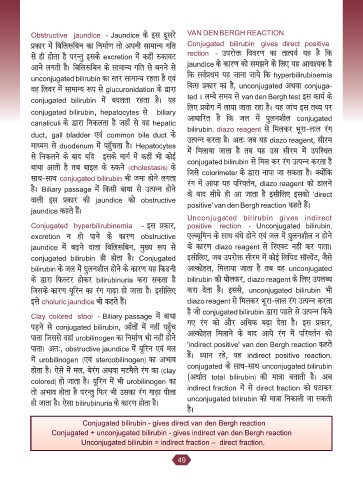 Obstructive jaundice - Jaundice के इस दूसरे
प्रकार में बिलिरूबिन का निर्माण तो अपनी सामान्य गति
से ही होता है परन्तु इसके excretion में कहीं रूकावट
आने लगती है। बिलिरूबिन के सामान्य गति से बनने से
unconjugated bilirubin का स्तर सामान्य रहता है एवं
वह लिवर में सामान्य रूप से glucuronidation के द्वारा
conjugated bilirubin में बदलता रहता है। यह
conjugated bilirubin, hepatocytes से biliary
canaliculi के द्वारा निकलता है जहाँ से वह hepatic
duct, gall bladder एवं common bile duct के
माध्यम से duodenum में पहुँचता है। Hepatocytes
से निकलने के बाद यदि इसके मार्ग में कहीं भी कोई
बाधा आती है तब बाइल के रूकने (cholestasis) के
साथ-साथ conjugated bilirubin भी जमा होने लगता
है। Biliary passage में किसी बाधा से उत्पन्न होने
वाली इस प्रकार की jaundice को obstructive
jaundice कहते हैं।
Conjugated hyperbilirubinemia - इस प्रकार,
excretion न हो पाने के कारण obstructive
jaundice में बढ़ने वाला बिलिरूबिन, मुख्य रूप से
conjugated bilirubin ही होता है। Conjugated
bilirubin के जल में घुलनशील होने के कारण यह किडनी
के द्वारा फिल्टर होकर bilirubinuria करा सकता है
जिसके कारण यूरिन का रंग गाढ़ा हो जाता है। इसीलिए
इसे choluric jaundice भी कहते हैं।
Clay colored stool - Biliary passage में बाधा
पड़ने से conjugated bilirubin, आँतों में नहीं पहुँच
पाता जिससे वहाँ urobilinogen का निर्माण भी नहीं होने
पाता। अतः, obstructive jaundice में यूरिन एवं मल
में urobilinogen (एवं stercobilinogen) का अभाव
होता है। ऐसे में मल, बेरंग अथवा मटमैले रंग का (clay
colored) हो जाता है। यूरिन में भी urobilinogen का
तो अभाव होता है परन्तु फिर भी उसका रंग गाढ़ा पीला
हो जाता है। ऐसा bilirubinuria के कारण होता है।
VAN DEN BERGH REACTION
Conjugated bilirubin gives direct positive
rection - उपरोक्त विवरण का तात्पर्य यह है कि
jaundice के कारण को समझने के लिए यह आवश्यक है
कि सर्वप्रथम यह जाना जाये कि hyperbilirubinemia
किस प्रकार का है, unconjugated अथवा conjuga-
ted । लम्बे समय से van den Bergh test इस कार्य के
लिए प्रयोग में लाया जाता रहा है। यह जांच इस तथ्य पर
आधारित है कि जल में घुलनशील conjugated
bilirubin, diazo reagent से मिलकर भूरा-लाल रंग
उत्पन्न करता है। अतः जब यह diazo reagent, सीरम
में मिलाया जाता है तब यह उस सीरम में उपस्थित
conjugated bilirubin से मिल कर रंग उत्पन्न करता है
जिसे colorimeter के द्वारा नापा जा सकता है। क्योंकि
रंग में आया यह परिवर्तन, diazo reagent को डालने
के बाद सीधे ही आ जाता है इसीलिए इसको 'direct
positive' van den Bergh reaction कहते हैं।
Unconjugated bilirubin gives indirect
positive rection - Unconjugated bilirubin,
एल्ब्यूमिन के साथ बंधे होने एवं जल में घुलनशील न होने
के कारण diazo reagent से रिएक्ट नहीं कर पाता।
इसीलिए, जब उपरोक्त सीरम में कोई लिपिड सॉल्वेंट, जैसे
अल्कोहल, मिलाया जाता है तब वह unconjugated
bilirubin को घोलकर, diazo reagent के लिए उपलब्ध
करा देता है। इससे, unconjugated bilirubin भी
diazo reagent से मिलकर भूरा-लाल रंग उत्पन्न करता
है जो conjugated bilirubin द्वारा पहले से उत्पन्न किये
गए रंग को और अधिक बढ़ा देता है। इस प्रकार,
अल्कोहल मिलाने के बाद आये रंग में परिवर्तन को
'indirect positive' van den Bergh reaction कहते
हैं। ध्यान रहे, यह indirect positive reaction,
conjugated के साथ-साथ unconjugated bilirubin
(अर्थात total bilirubin) की मात्रा बताती है। अब
indirect fraction में से direct fraction को घटाकर
unconjugated bilirubin की मात्रा निकाली जा सकती
है।
Conjugated bilirubin - gives direct van den Bergh reaction
Conjugated + unconjugated bilirubin - gives indirect van den Bergh reaction
Unconjugated bilirubin = indirect fraction – direct fraction.
49